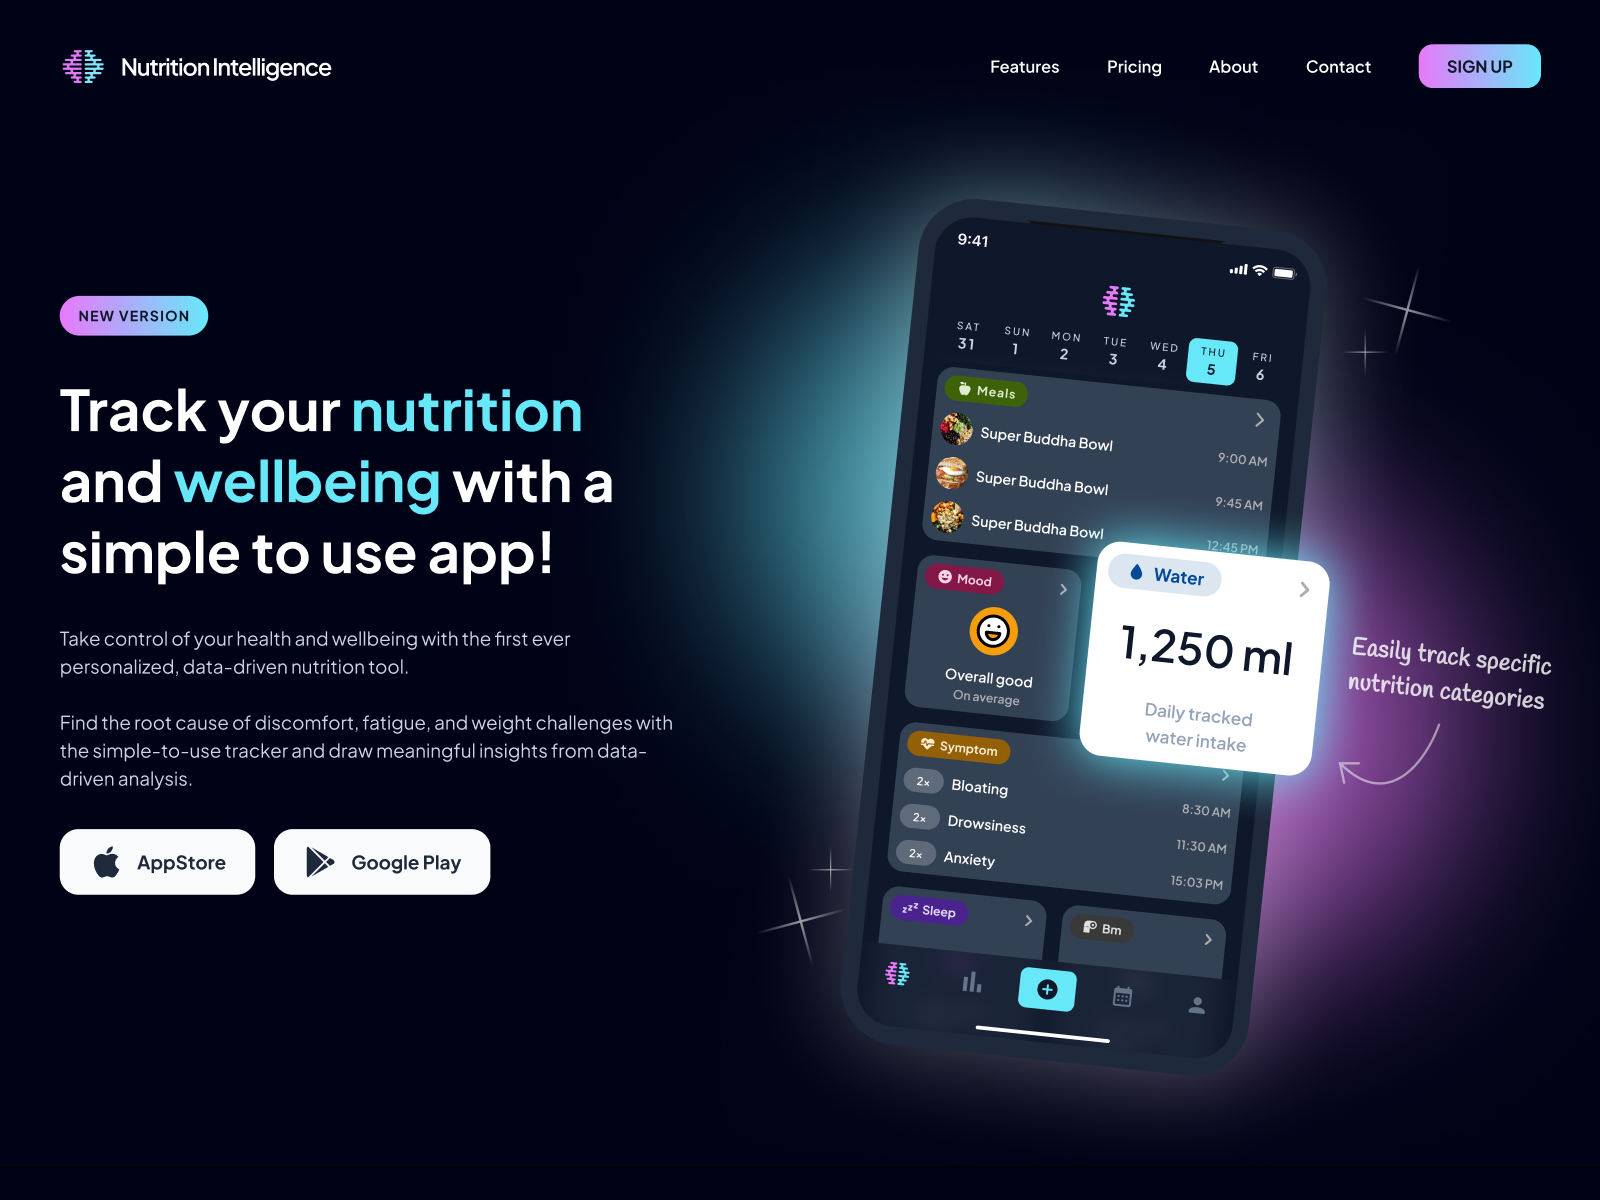 Nutrition Intelligence
Features
Pricing
About
Contact
SIGN UP
NEW VERSION
Track your nutrition
and wellbeing with a
simple to use app!
Take control of your health and wellbeing with the first ever
personalized, data-driven nutrition tool.
Find the root cause of discomfort, fatigue, and weight challenges with
the simple-to-use tracker and draw meaningful insights from data-
driven analysis.
AppStore
Google Play
9:41
SAT SUN MON TUE WED THU FRI
31 1 2 3 4 5 6
Meals
Super Buddha Bowl 9:00 AM
Super Buddha Bowl 9:45 AM
Super Buddha Bowl 12:45 PM
Mood
Overall good
On average
Water
1,250 ml
Daily tracked
water intake
Symptom
2x Bloating 8:30 AM
2x Drowsiness 11:30 AM
2x Anxiety 15:03 PM
zzz Sleep
Bm
Easily track specific
nutrition categories